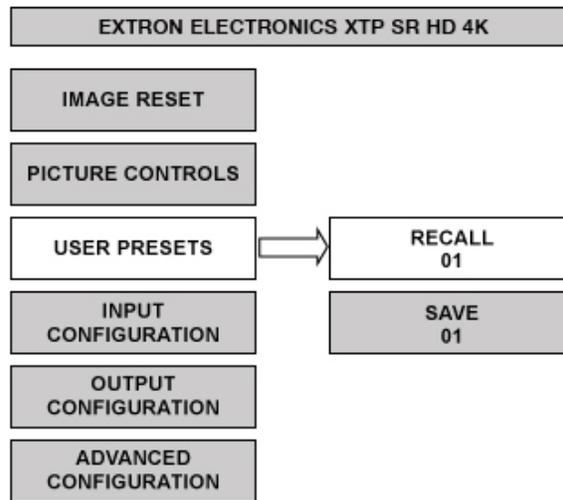 EXTRON ELECTRONICS XTP SR HD 4K
IMAGE RESET
PICTURE CONTROLS
USER PRESETS
RECALL
01
INPUT
CONFIGURATION
SAVE
01
OUTPUT
CONFIGURATION
ADVANCED
CONFIGURATION